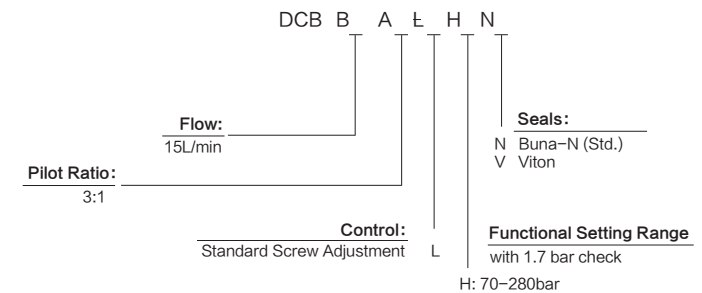 DCB B A L H N
Seals:
N Buna-N (Std.)
V Viton
Flow:
15L/min
Pilot Ratio:
3:1
Control:
Standard Screw Adjustment L
Functional Setting Range
with 1.7 bar check
H: 70-280bar